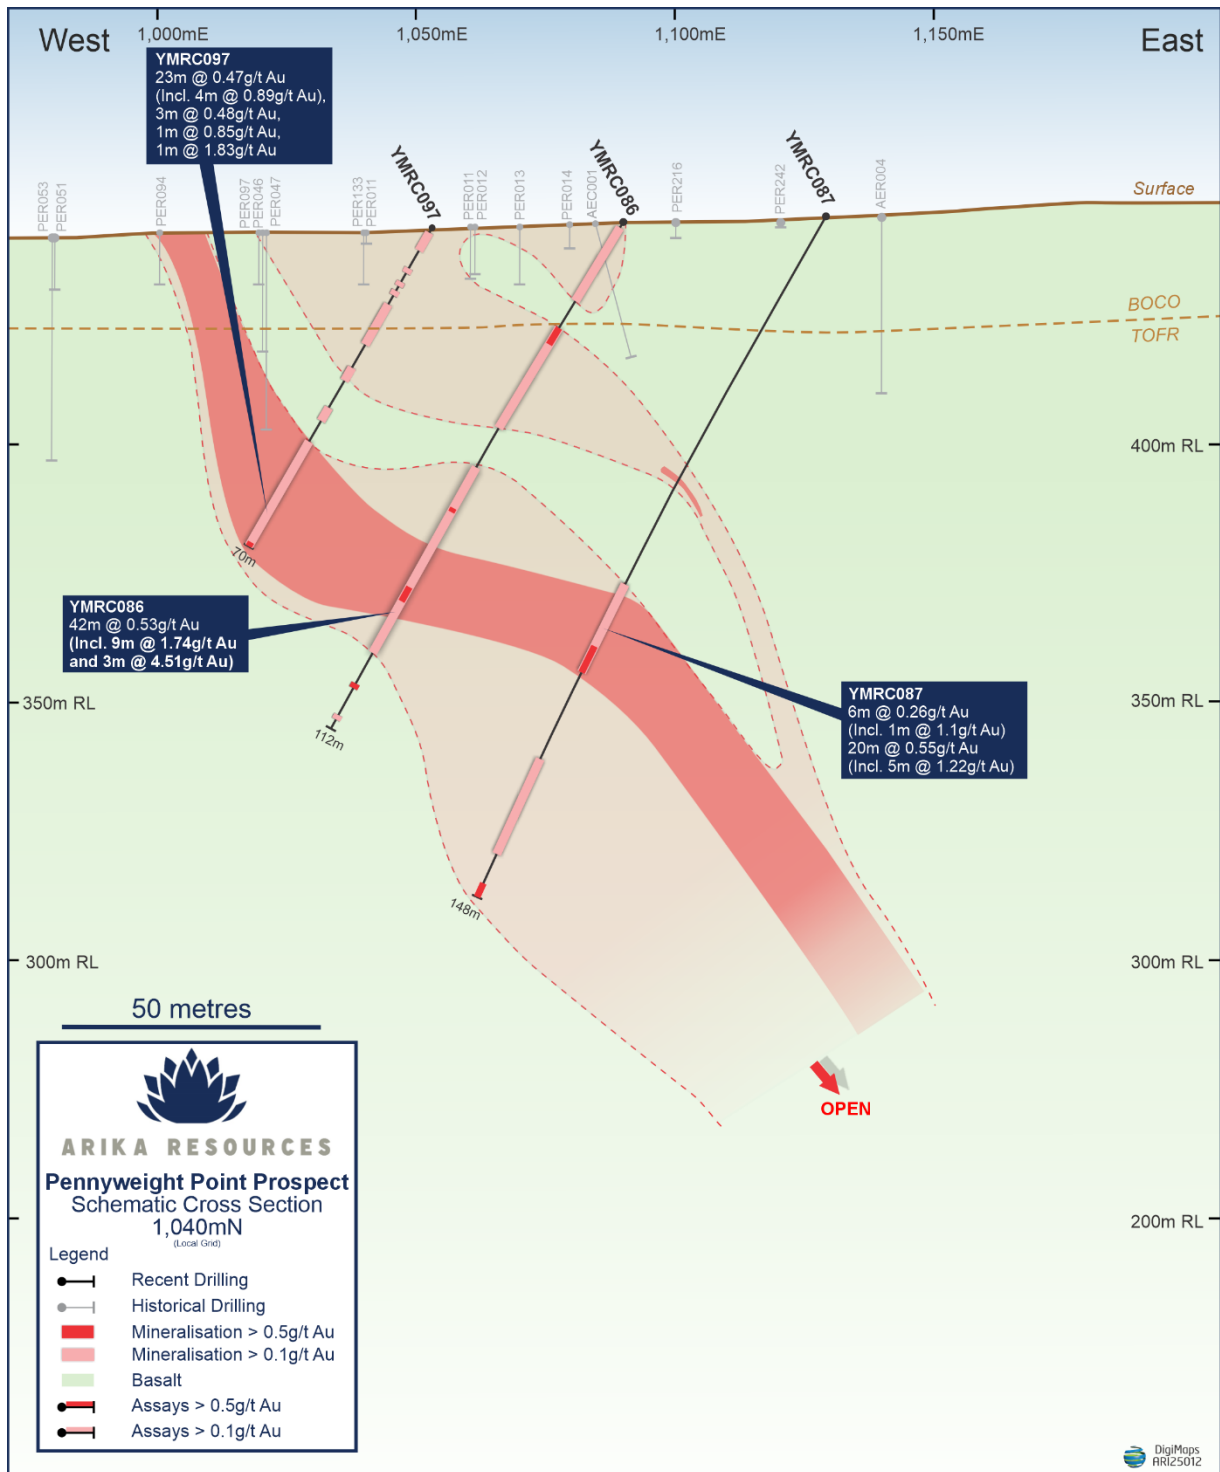 West
1,000mE
1,050mE
1,100mE
1,150mE
East
YMRC097
23m @ 0.47g/t Au
(Incl. 4m @ 0.89g/t Au),
3m @ 0.48g/t Au,
1m @ 0.85g/t Au,
1m @ 1.83g/t Au
PER053
PER051
PER094
PER097
PER046
PER047
PER133
PER011
YMRC097
PER011
PER012
PER013
PER014
AEC001
YMRC086
PER216
PER242
YMRC087
AER004
Surface
BOCO
TOFR
400m RL
70m
YMRC086
42m @ 0.53g/t Au
(Incl. 9m @ 1.74g/t Au
and 3m @ 4.51g/t Au)
YMRC087
6m @ 0.26g/t Au
(Incl. 1m @ 1.1g/t Au)
20m @ 0.55g/t Au
(Incl. 5m @ 1.22g/t Au)
350m RL
350m RL
112m
148m
300m RL
300m RL
50 metres
OPEN
ARIKA RESOURCES
Pennyweight Point Prospect
Schematic Cross Section
1,040mN
(Local Grid)
200m RL
Legend
Recent Drilling
Historical Drilling
Mineralisation > 0.5g/t Au
Mineralisation > 0.1g/t Au
Basalt
Assays > 0.5g/t Au
Assays > 0.1g/t Au
DigiMaps
ARI25012